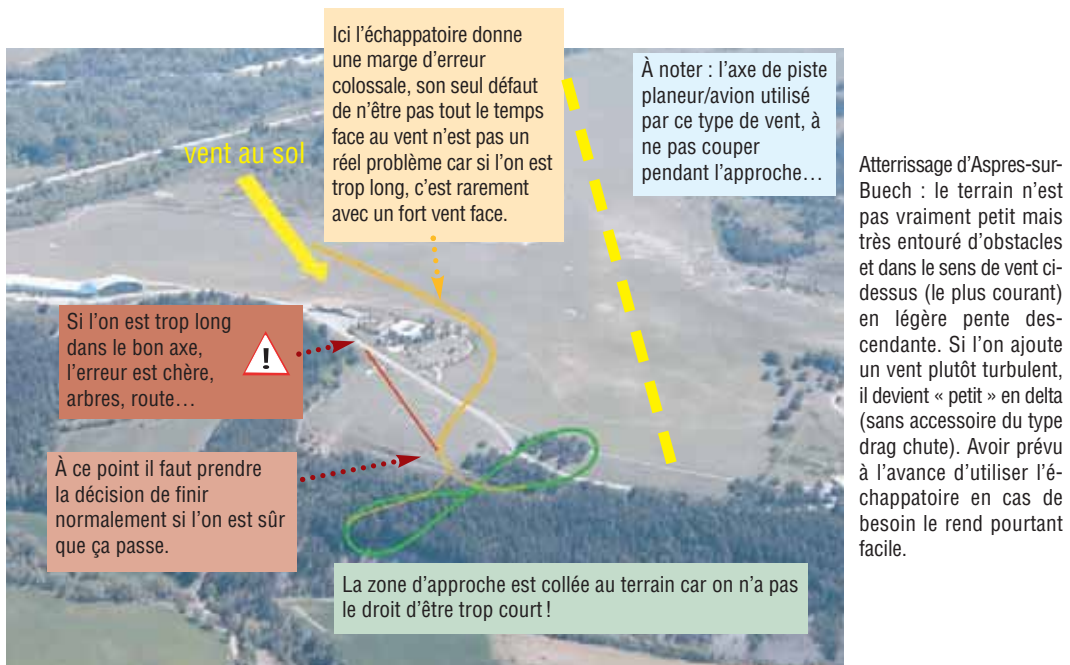 Ici l'échappatoire donne
une marge d'erreur
colossale, son seul défaut
de n'être pas tout le temps
face au vent n'est pas un
réel problème car si l'on est
trop long, c'est rarement
avec un fort vent face.
À noter : l'axe de piste
planeur/avion utilisé
par ce type de vent, à
ne pas couper
pendant l'approche…
vent au sol
Si l'on est trop long
dans le bon axe,
l'erreur est chère,
arbres, route…
!
À ce point il faut prendre
la décision de finir
normalement si l'on est sûr
que ça passe.
La zone d'approche est collée au terrain car on n'a pas
le droit d'être trop court !
Atterrissage d'Aspres-sur-
Buech : le terrain n'est
pas vraiment petit mais
très entouré d'obstacles
et dans le sens de vent ci-
dessus (le plus courant)
en légère pente des-
cendante. Si l'on ajoute
un vent plutôt turbulent,
il devient « petit » en delta
(sans accessoire du type
drag chute). Avoir prévu
à l'avance d'utiliser l'é-
chappatoire en cas de
besoin le rend pourtant
facile.